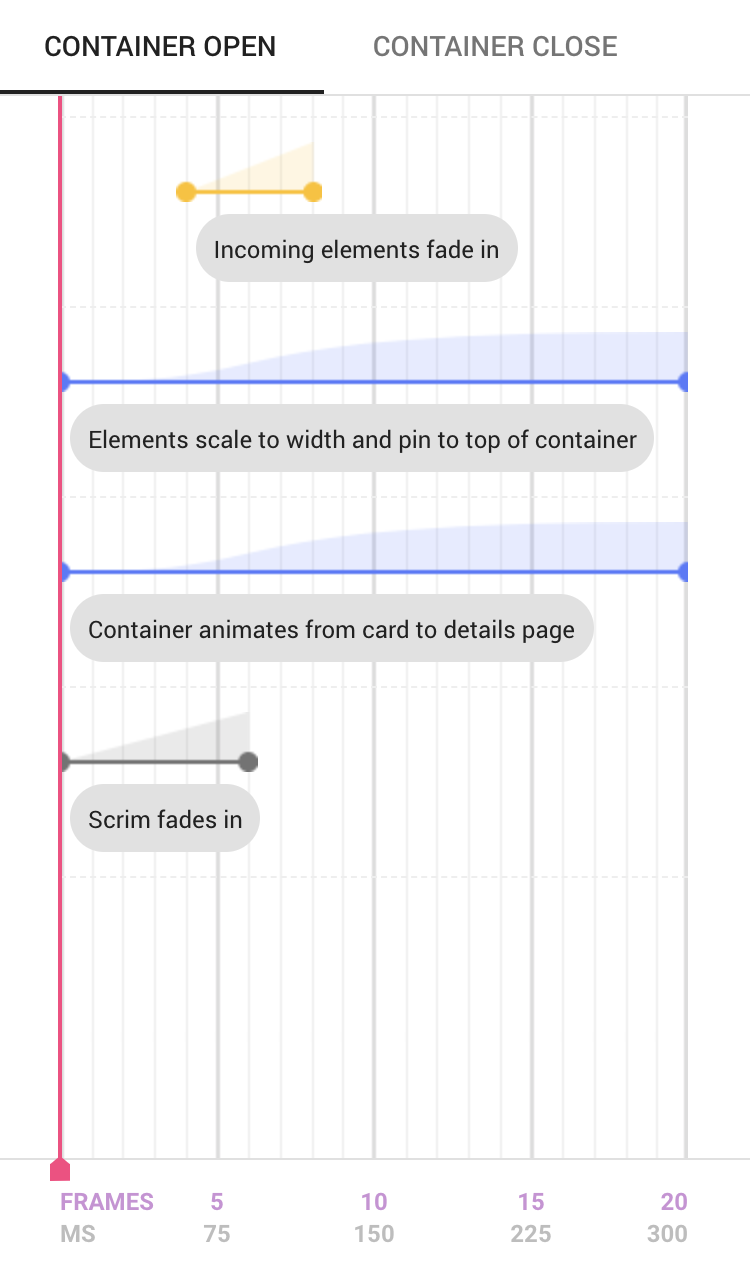 CONTAINER OPEN CONTAINER CLOSE
Incoming elements fade in
Elements scale to width and pin to top of container
Container animates from card to details page
Scrim fades in
FRAMES 5 10 15 20
MS 75 150 225 300